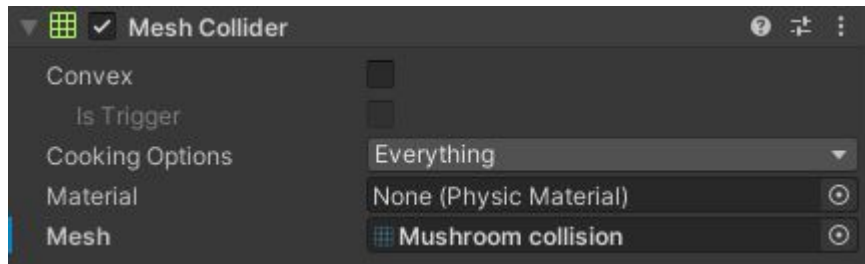 Mesh Collider
Convex
Is Trigger
Cooking Options Everything
Material None (Physic Material)
Mesh Mushroom collision